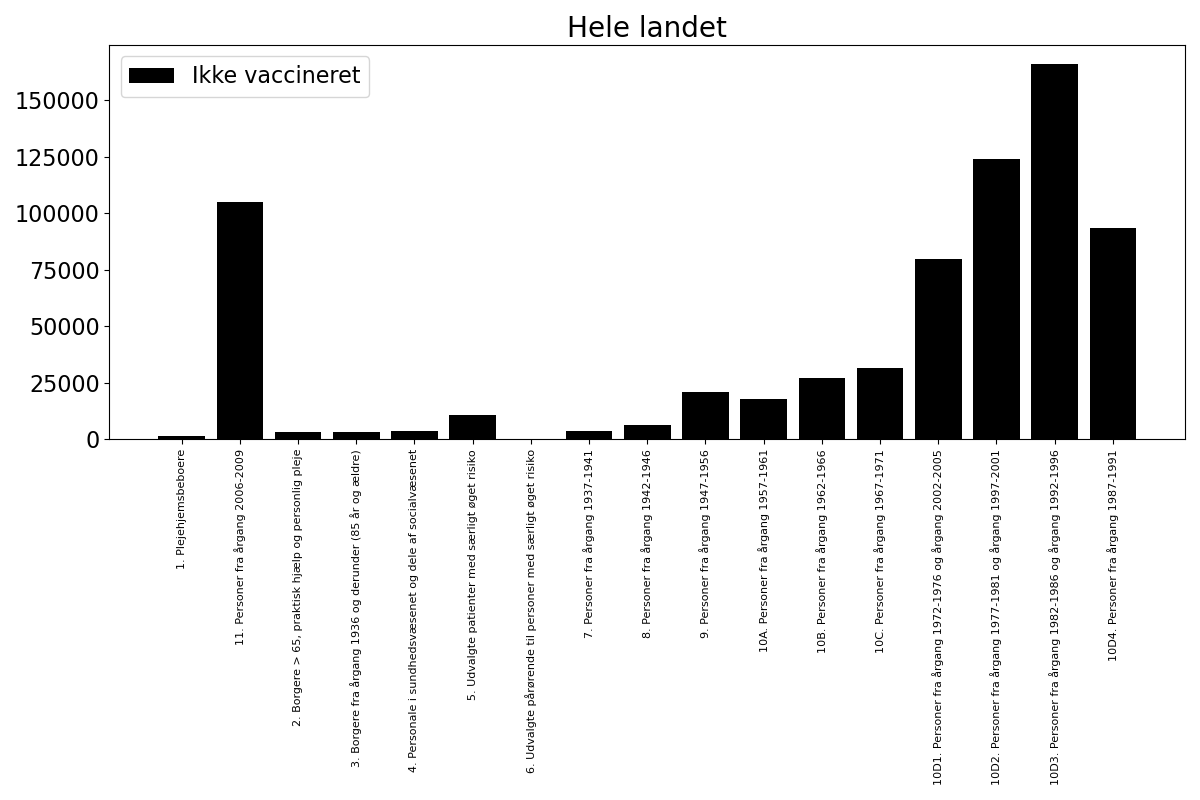 Hele landet
Ikke vaccineret
150000
125000
100000
75000
50000
25000
0
1. Plejehjemsbeboere
11. Personer fra årgang 2006-2009
2. Borgere > 65, praktisk hjælp og personlig pleje
3. Borgere fra årgang 1936 og derunder (85 år og ældre)
4. Personale i sundhedsvæsenet og dele af socialvæsenet
5. Udvalgte patienter med særligt øget risiko
6. Udvalgte pårørende til personer med særligt øget risiko
7. Personer fra årgang 1937-1941
8. Personer fra årgang 1942-1946
9. Personer fra årgang 1947-1956
10A. Personer fra årgang 1957-1961
10B. Personer fra årgang 1962-1966
10C. Personer fra årgang 1967-1971
10D1. Personer fra årgang 1972-1976 og årgang 2002-2005
10D2. Personer fra årgang 1977-1981 og årgang 1997-2001
10D3. Personer fra årgang 1982-1986 og årgang 1992-1996
10D4. Personer fra årgang 1987-1991